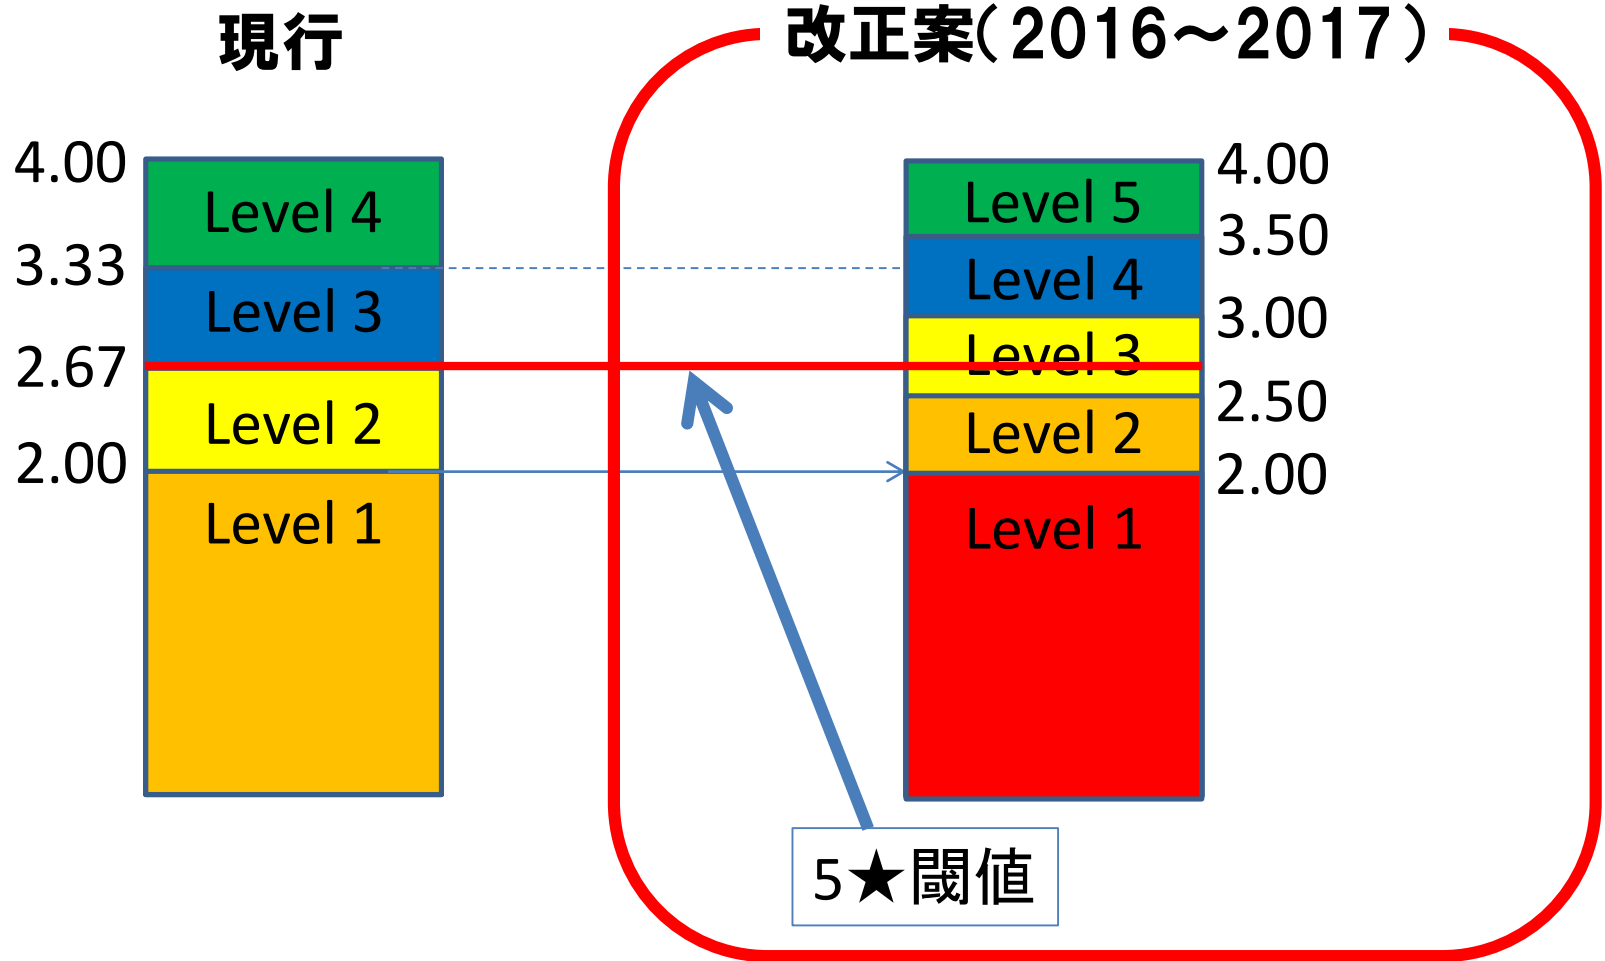 現行
4.00
Level 4
3.33
Level 3
2.67
Level 2
2.00
Level 1
改正案(2016～2017)
Level 5
4.00
3.50
Level 4
3.00
Level 3
2.50
Level 2
2.00
Level 1
5★閾値